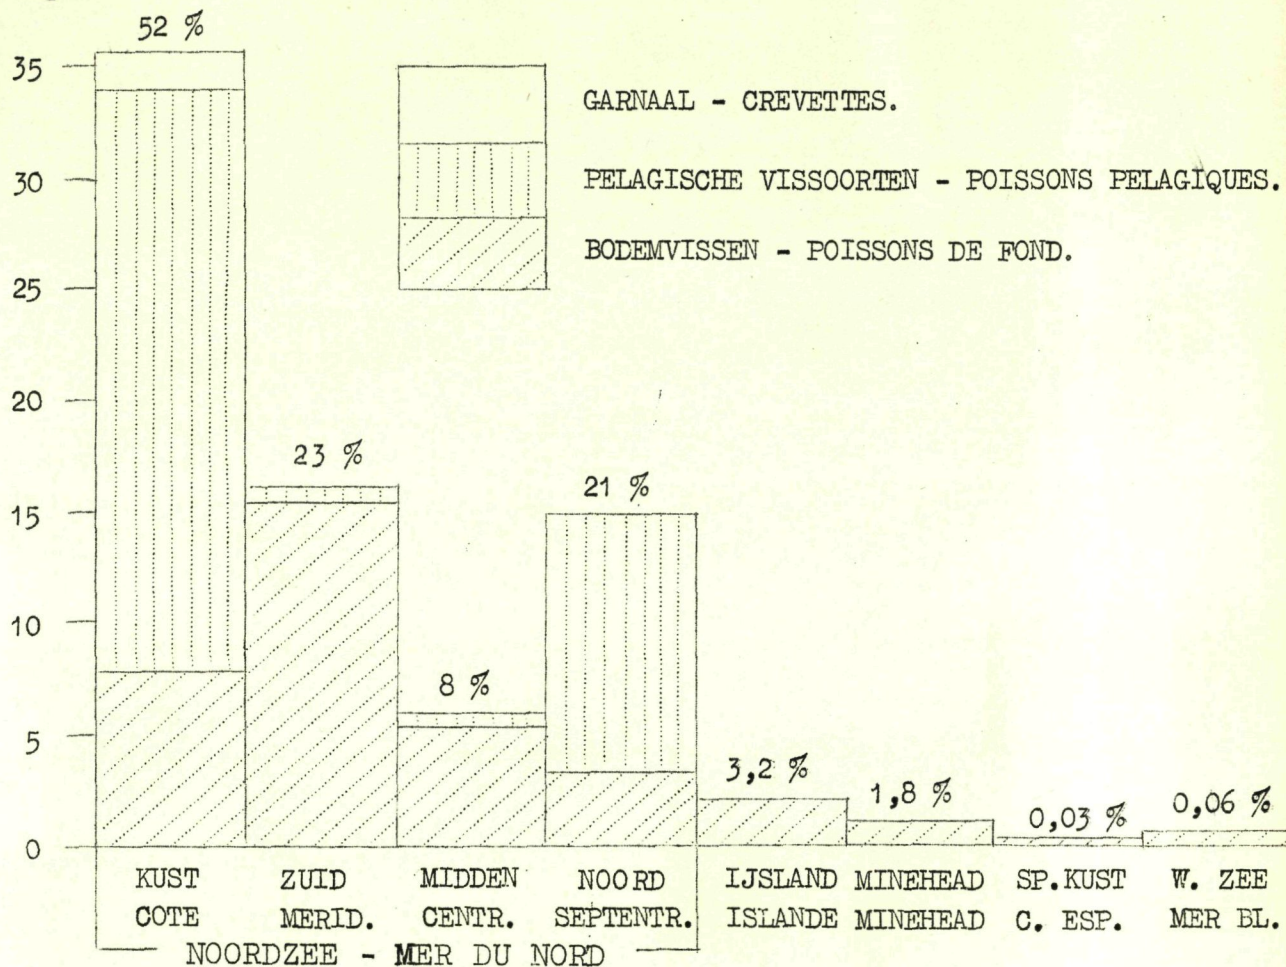 52 %
35
30
25
20
15
10
5
0
GARNAAL - CREVETTES.
PELAGISCHE VISSOORTEN - POISSONS PELAGIQUES.
BODEMVISSEN - POISSONS DE FOND.
23 %
21 %
8 %
3,2 %
1,8 %
0,03 %
0,06 %
KUST ZUID MIDDEN NOORD IJSLAND MINEHEAD SP.KUST W. ZEE
COTE MERID. CENTR. SEPTENTR. ISLANDE MINEHEAD C. ESP. MER BL.
NOORDZEE - MER DU NORD